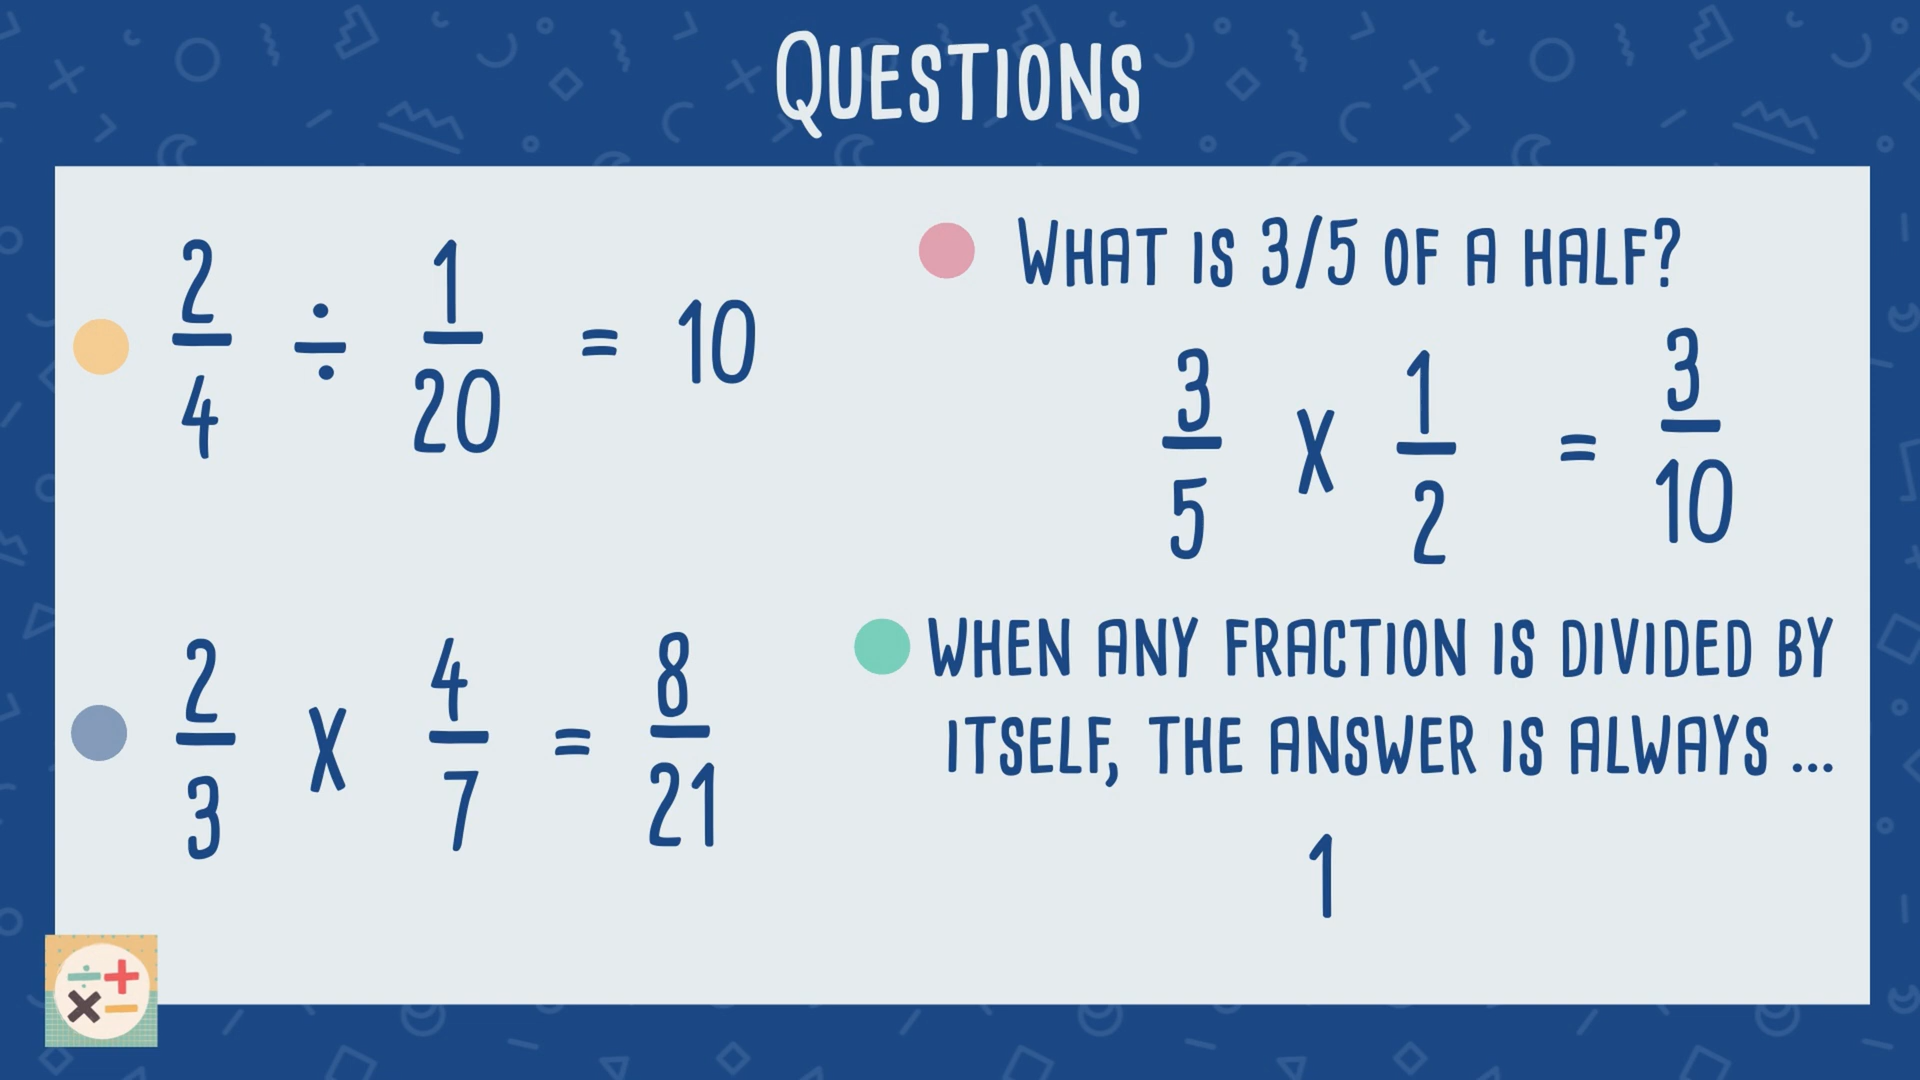 QUESTIONS
2/4 ÷ 1/20 = 10
2/3 X 4/7 = 8/21
WHAT IS 3/5 OF A HALF?
3/5 X 1/2 = 3/10
WHEN ANY FRACTION IS DIVIDED BY
ITSELF, THE ANSWER IS ALWAYS ...
1